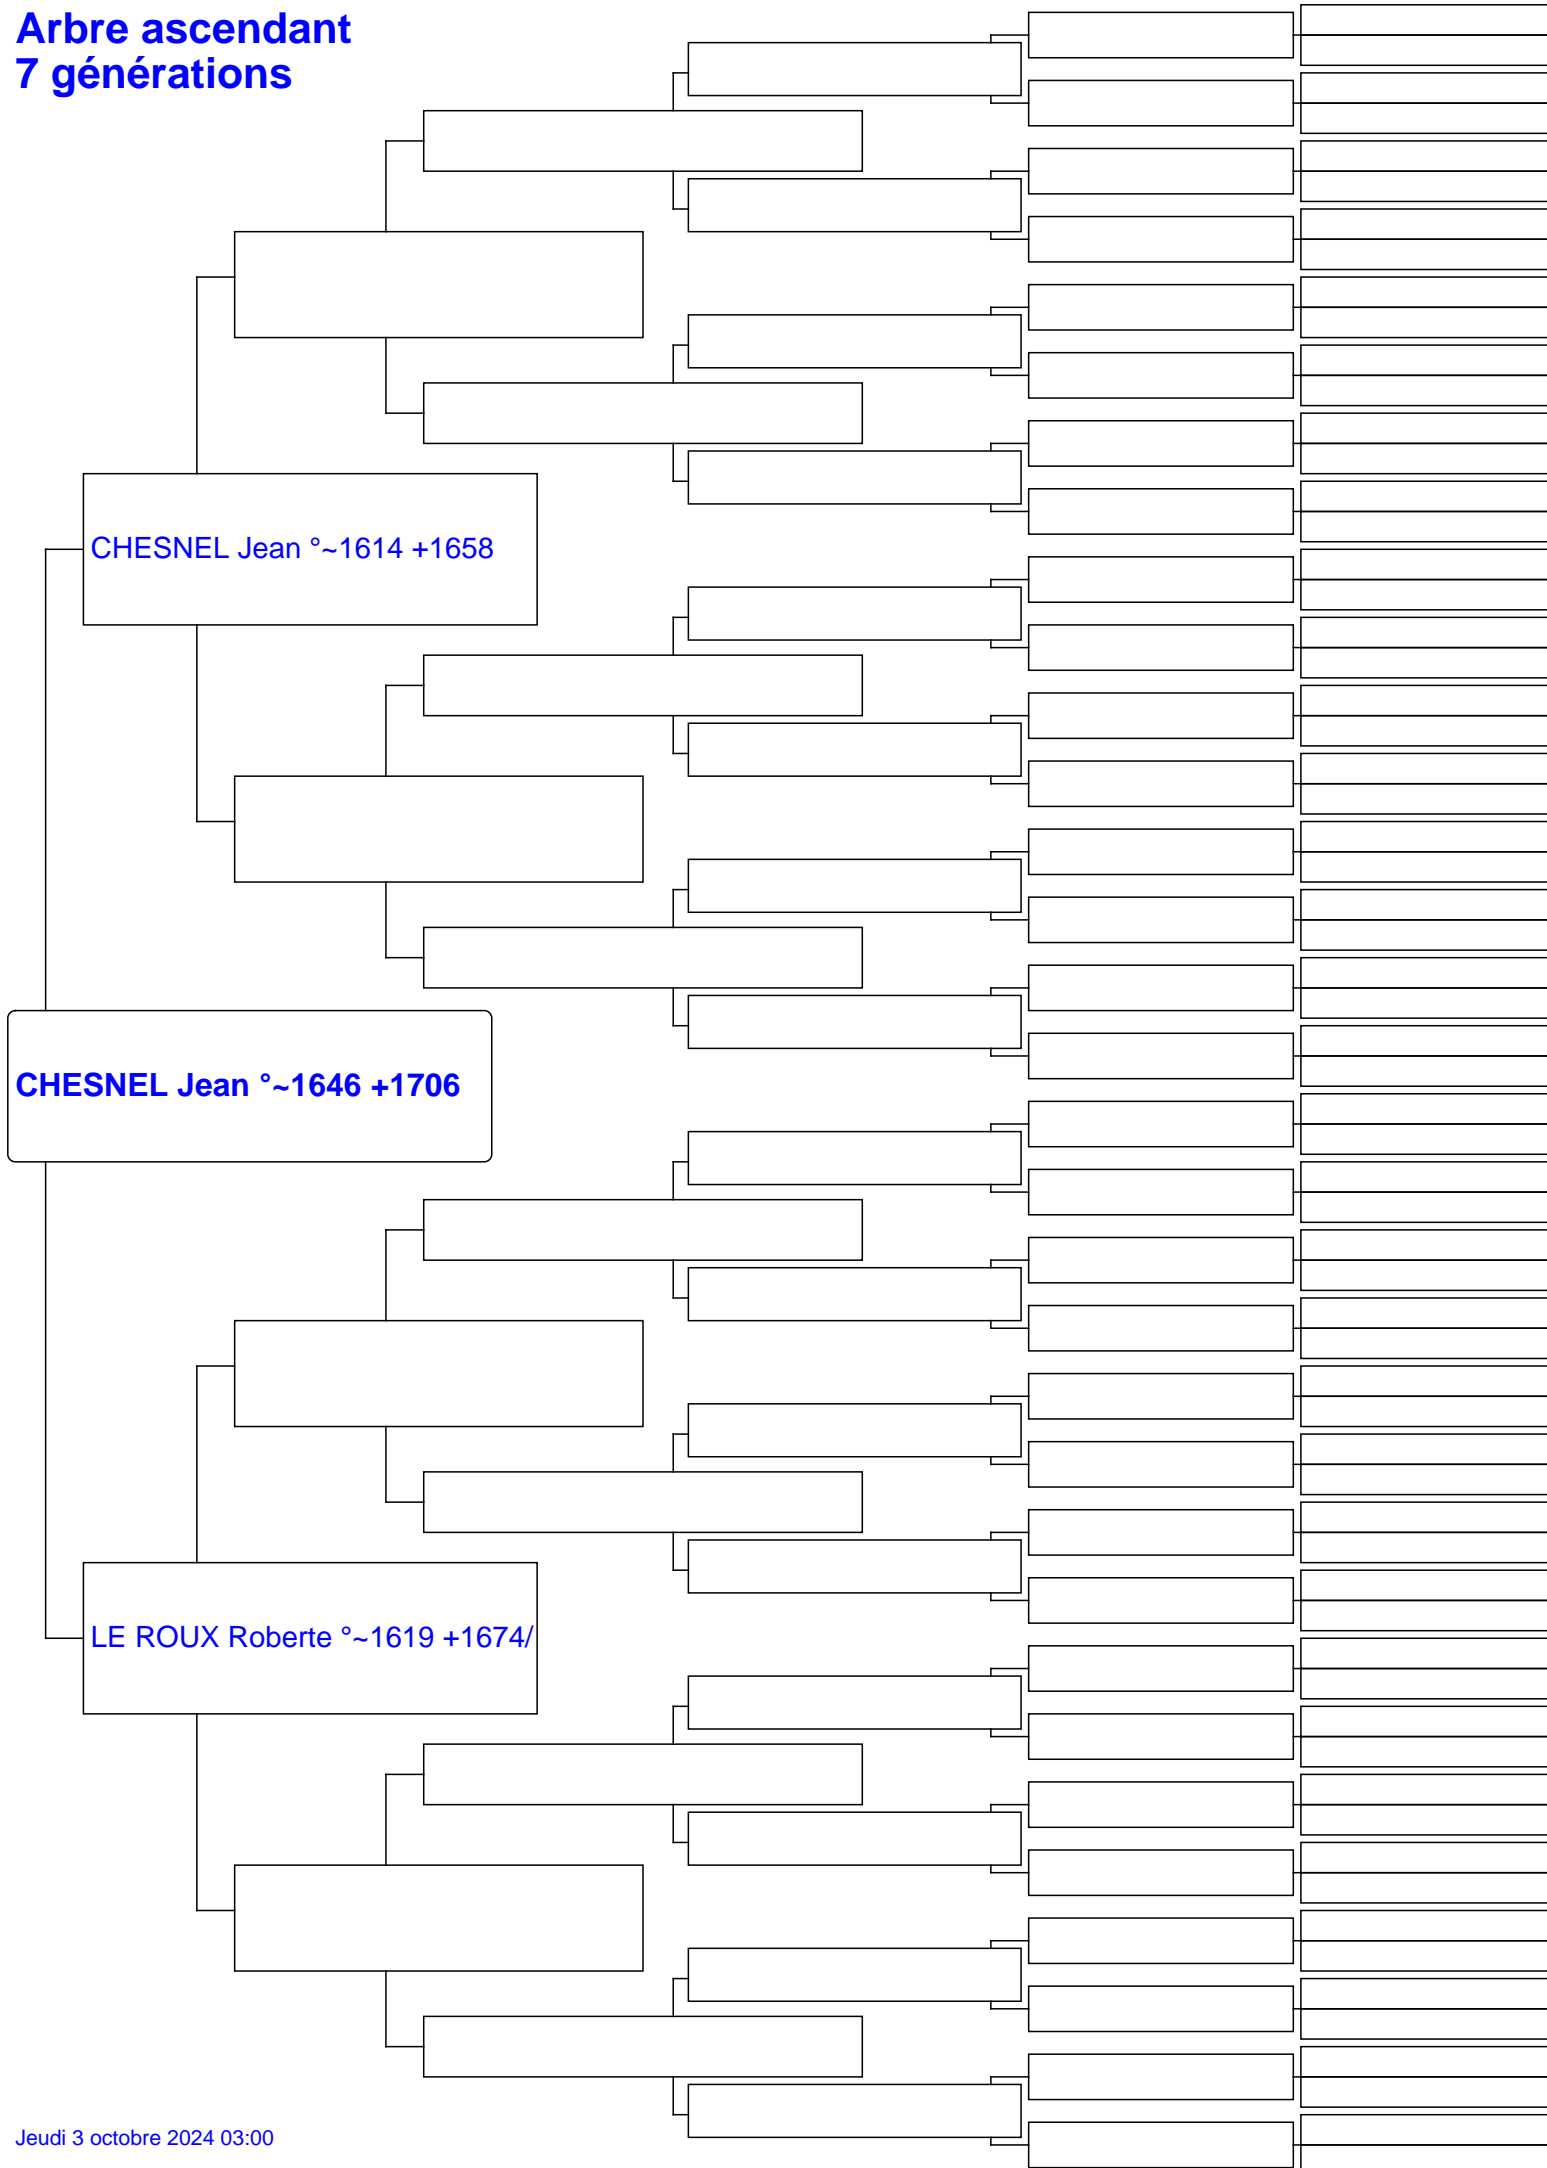 Arbre ascendant
7 générations
CHESNEL Jean °~1614 +1658
CHESNEL Jean °~1646 +1706
LE ROUX Roberte °~1619 +1674/
Jeudi 3 octobre 2024 03:00